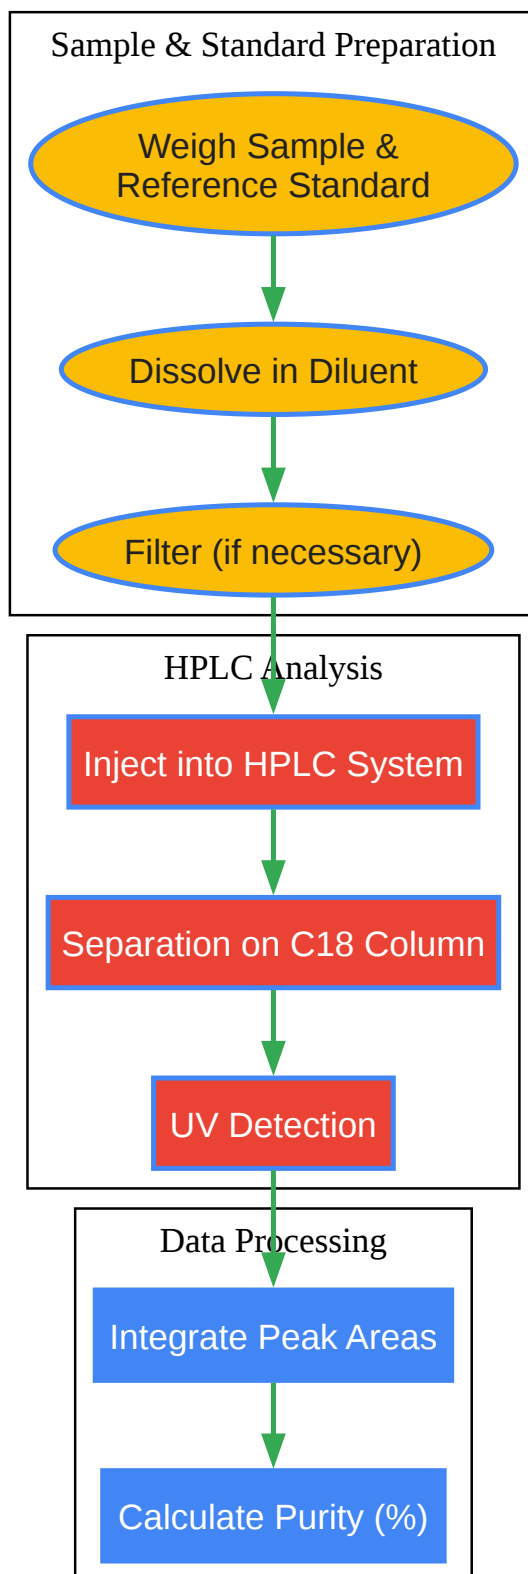 Sample & Standard Preparation
Weigh Sample &
Reference Standard
Dissolve in Diluent
Filter (if necessary)
HPLC Analysis
Inject into HPLC System
Separation on C18 Column
UV Detection
Data Processing
Integrate Peak Areas
Calculate Purity (%)